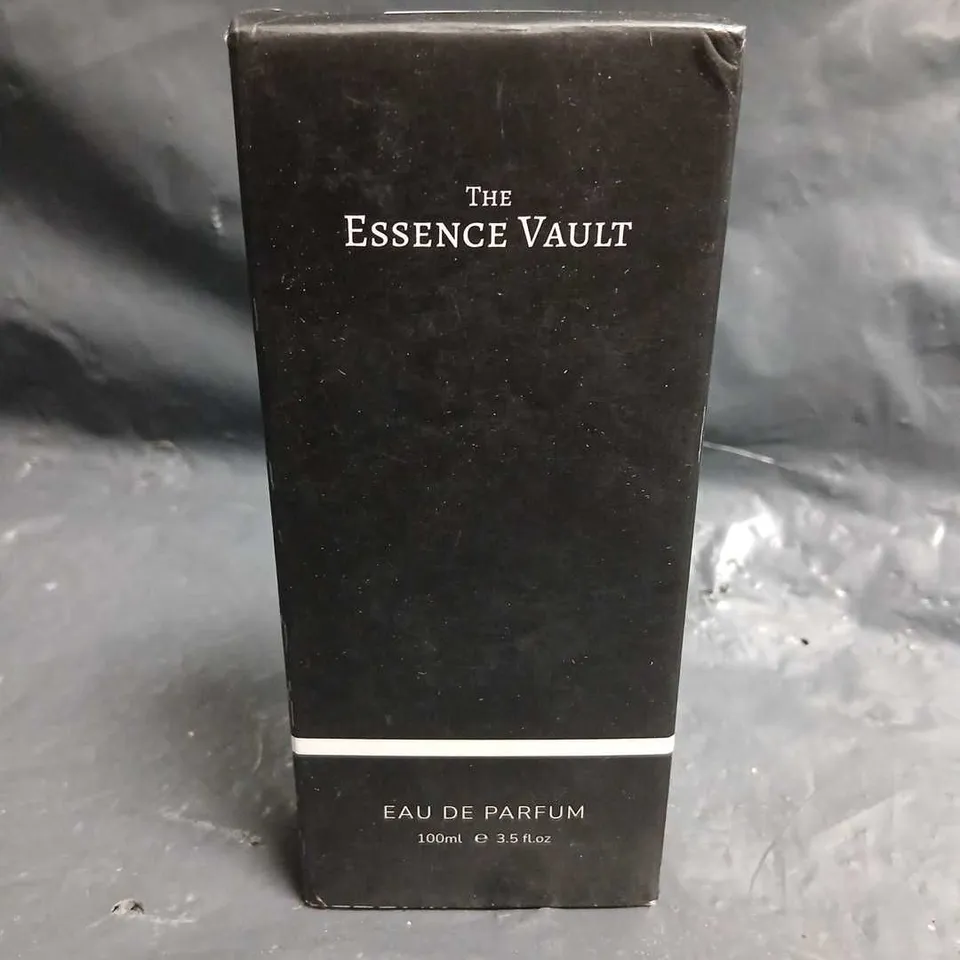 THE
ESSENCE VAULT
EAU DE PARFUM
100ml ℮ 3.5 fl.oz